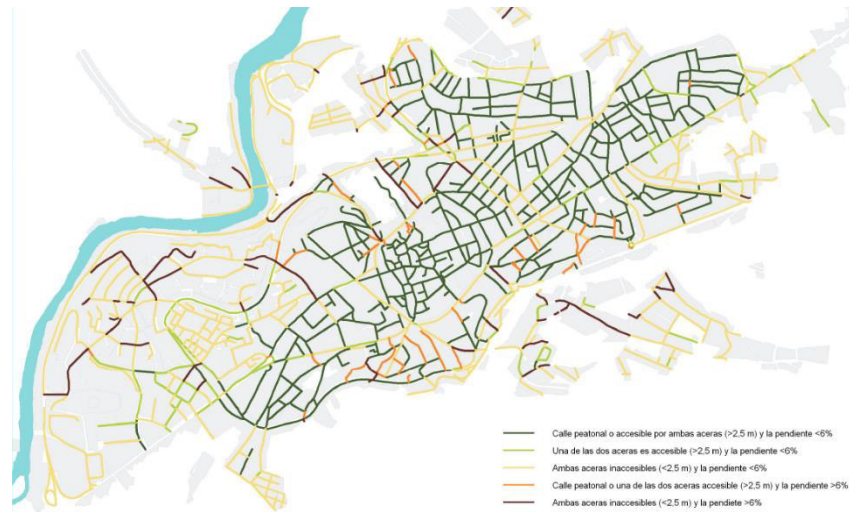 Calle peatonal o accesible por ambas aceras (>2,5 m) y la pendiente <6%
Una de las dos aceras es accesible (>2,5 m) y la pendiente <6%
Ambas aceras inaccesibles (<2,5 m) y la pendiente <6%
Calle peatonal o una de las dos aceras accesible (>2,5 m) y la pendiente >6%
Ambas aceras inaccesibles (<2,5 m) y la pendiete >6%